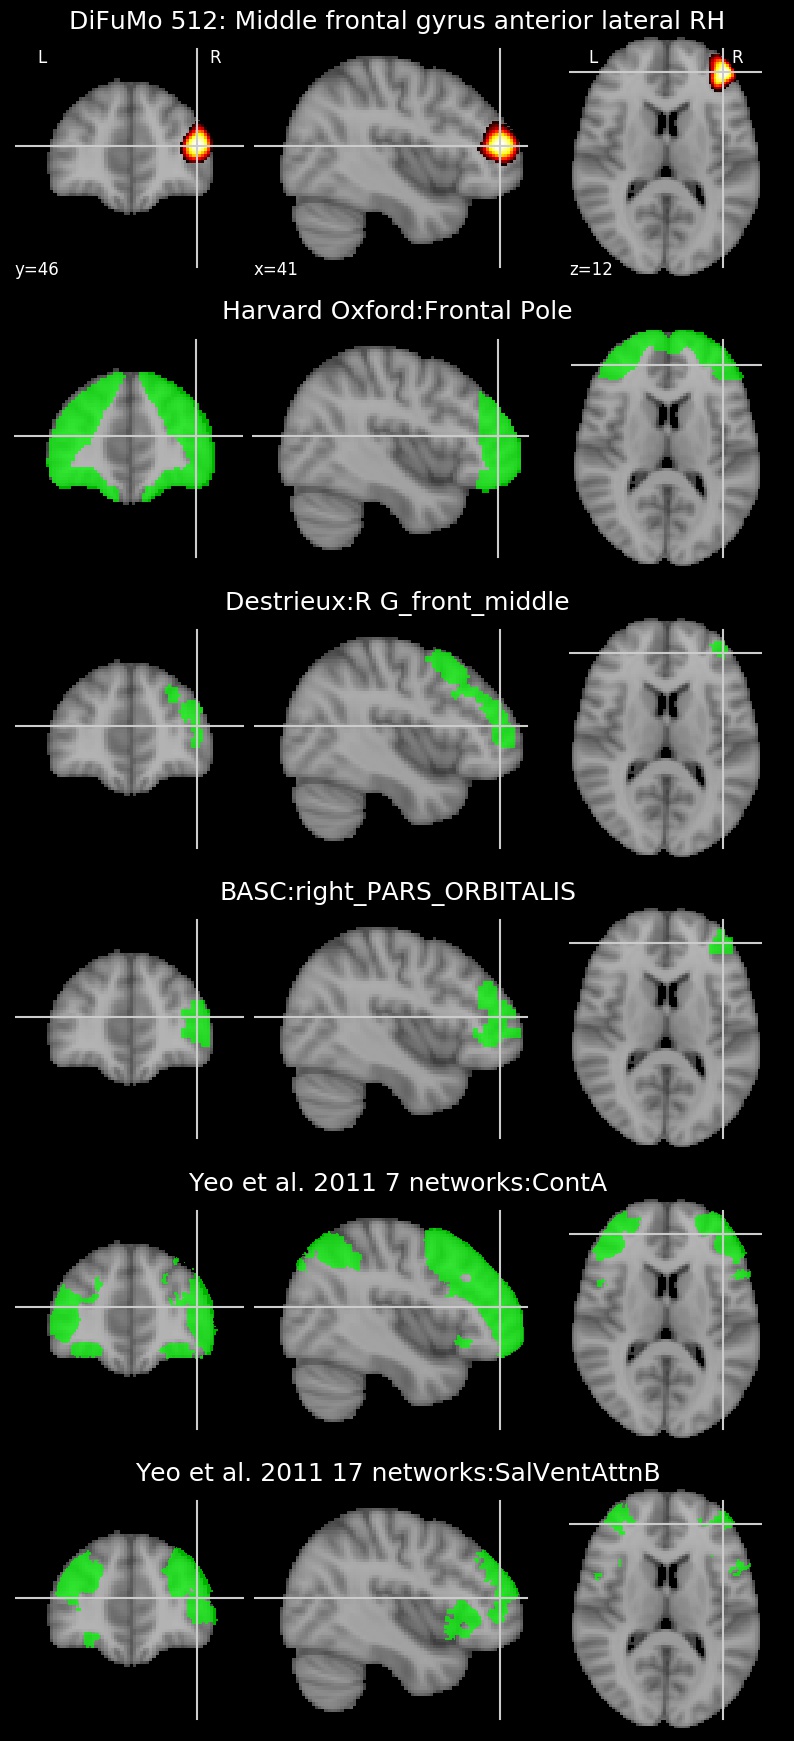 DiFuMo 512: Middle frontal gyrus anterior lateral RH
L R L R
y=46 x=41 z=12
Harvard Oxford:Frontal Pole
Destrieux:R G_front_middle
BASC:right_PARS_ORBITALIS
Yeo et al. 2011 7 networks:ContA
Yeo et al. 2011 17 networks:SalVentAttnB